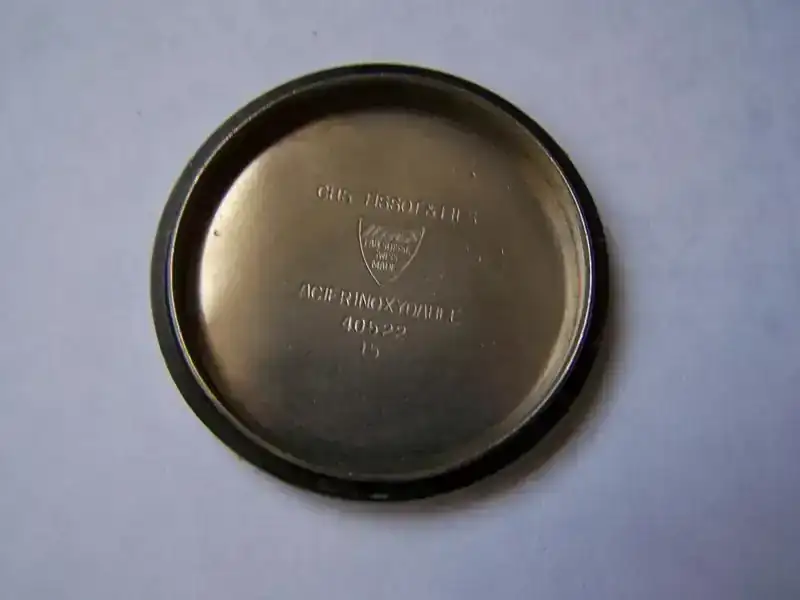 CHS TISSOT & FILS
FAB. SUISSE
SWISS
MADE
ACIER INOXYDABLE
40522
15